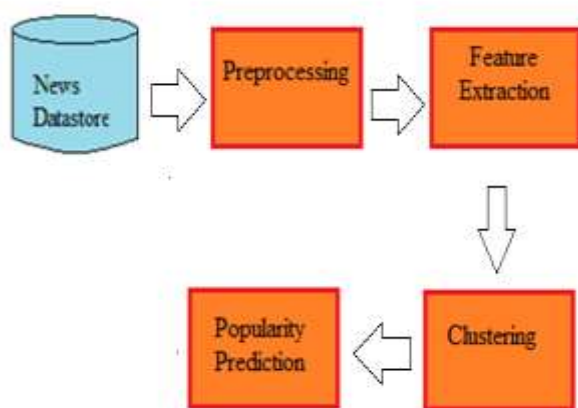 News
Datastore
Preprocessing
Feature
Extraction
Clustering
Popularity
Prediction